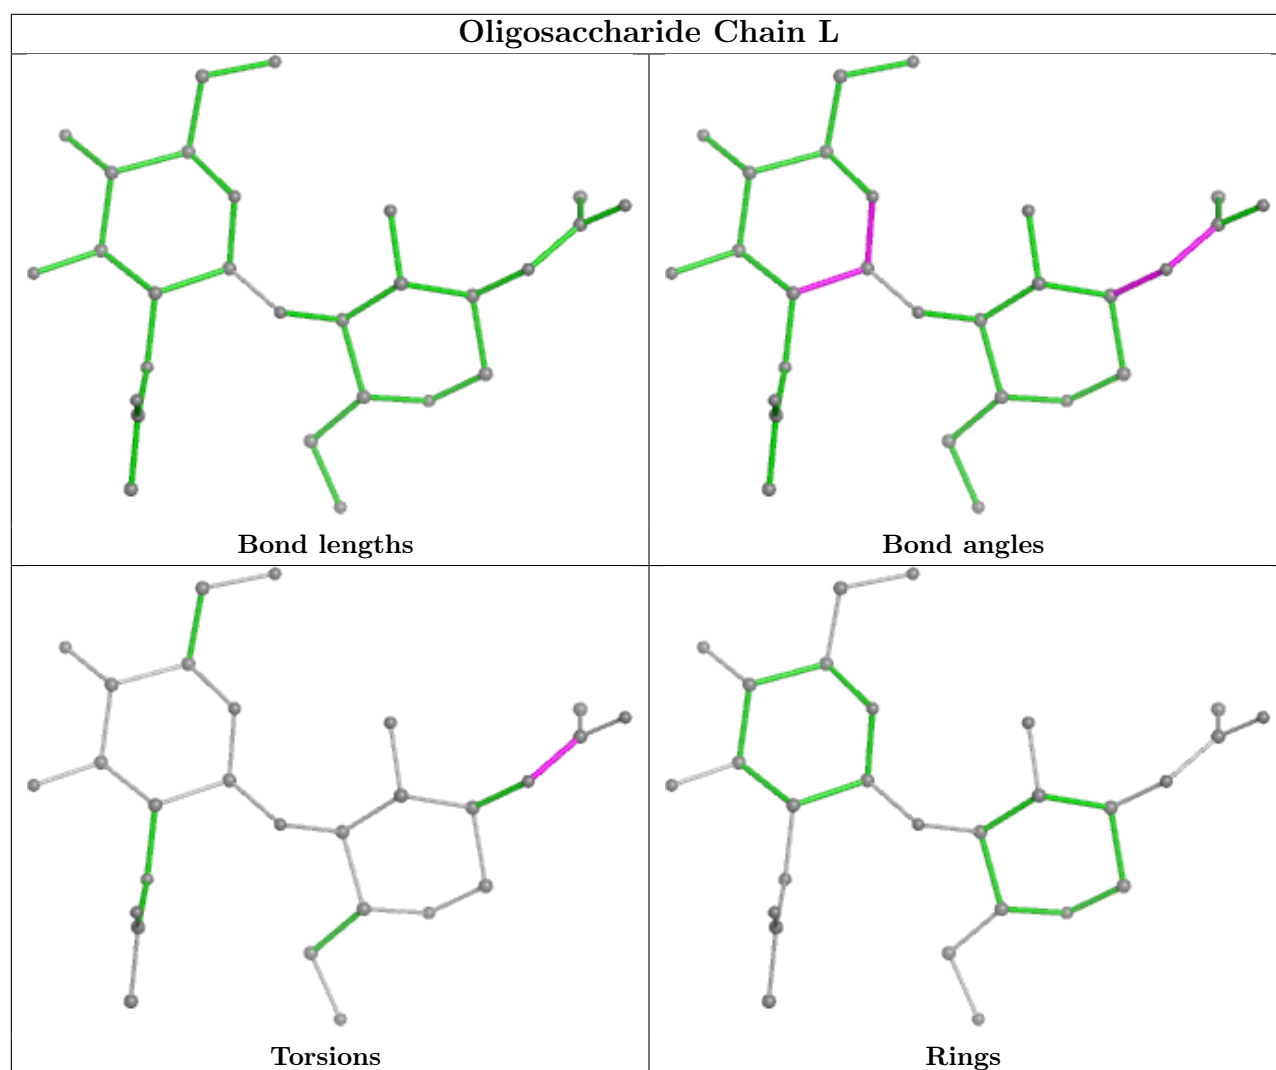 Oligosaccharide Chain L
Bond lengths
Bond angles
Torsions
Rings